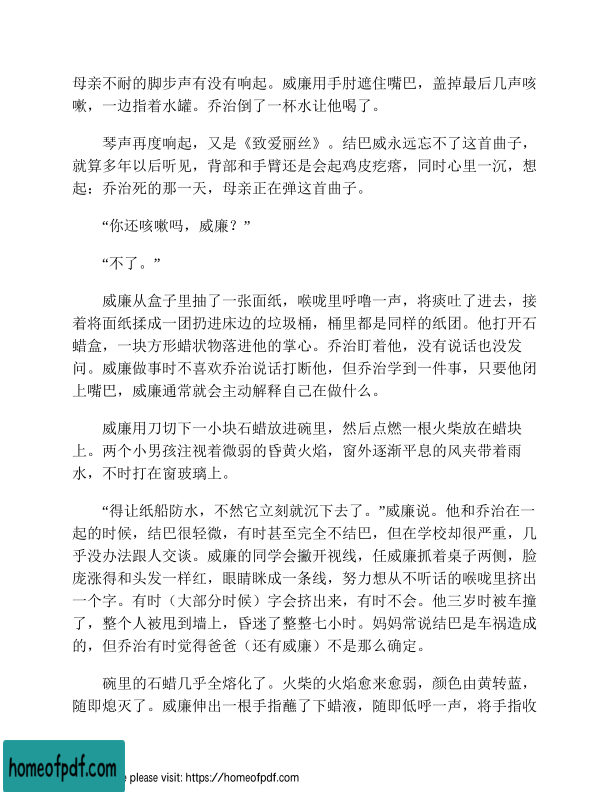 母亲不耐的脚步声有没有响起。威廉用手肘遮住嘴巴，盖掉最后几声咳
嗽，一边指着水罐。乔治倒了一杯水让他喝了。
琴声再度响起，又是《致爱丽丝》。结巴威永远忘不了这首曲子，
就算多年以后听见，背部和手臂还是会起鸡皮疙瘩，同时心里一沉，想
起：乔治死的那一天，母亲正在弹这首曲子。
“你还咳嗽吗，威廉？”
“不了。”
威廉从盒子里抽了一张面纸，喉咙里呼噜一声，将痰吐了进去，接
着将面纸揉成一团扔进床边的垃圾桶，桶里都是同样的纸团。他打开石
蜡盒，一块方形蜡状物落进他的掌心。乔治盯着他，没有说话也没发
问。威廉做事时不喜欢乔治说话打断他，但乔治学到一件事，只要他闭
上嘴巴，威廉通常就会主动解释自己在做什么。
威廉用刀切下一小块石蜡放进碗里，然后点燃一根火柴放在蜡块
上。两个小男孩注视着微弱的昏黄火焰，窗外逐渐平息的风夹带着雨
水，不时打在窗玻璃上。
“得让纸船防水，不然它立刻就沉下去了。”威廉说。他和乔治在一
起的时候，结巴很轻微，有时甚至完全不结巴，但在学校却很严重，几
乎没办法跟人交谈。威廉的同学会撇开视线，任威廉抓着桌子两侧，脸
庞涨得和头发一样红，眼睛眯成一条线，努力想从不听话的喉咙里挤出
一个字。有时（大部分时候）字会挤出来，有时不会。他三岁时被车撞
了，整个人被甩到墙上，昏迷了整整七小时。妈妈常说结巴是车祸造成
的，但乔治有时觉得爸爸（还有威廉）不是那么确定。
碗里的石蜡几乎全熔化了。火柴的火焰愈来愈弱，颜色由黄转蓝，
随即熄灭了。威廉伸出一根手指蘸了下蜡液，随即低呼一声，将手指收
homeofpdf.com
e please visit: https://homeofpdf.com